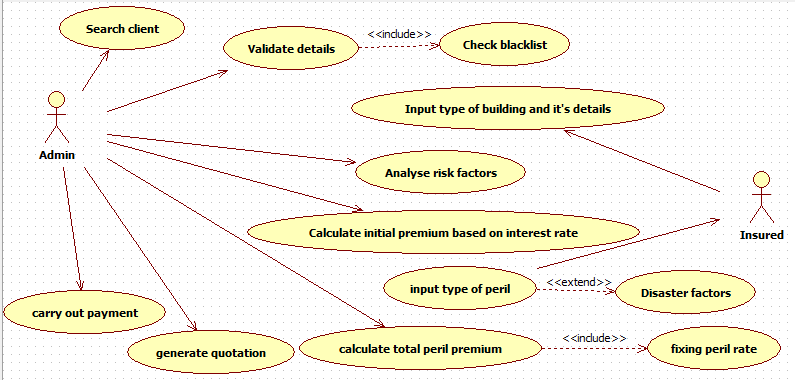 Search client
<<include>>
Validate details
Check blacklist
Input type of building and it's details
Admin
Analyse risk factors
Calculate initial premium based on interest rate
Insured
<<extend>>
input type of peril
Disaster factors
carry out payment
<<include>>
generate quotation
calculate total peril premium
fixing peril rate